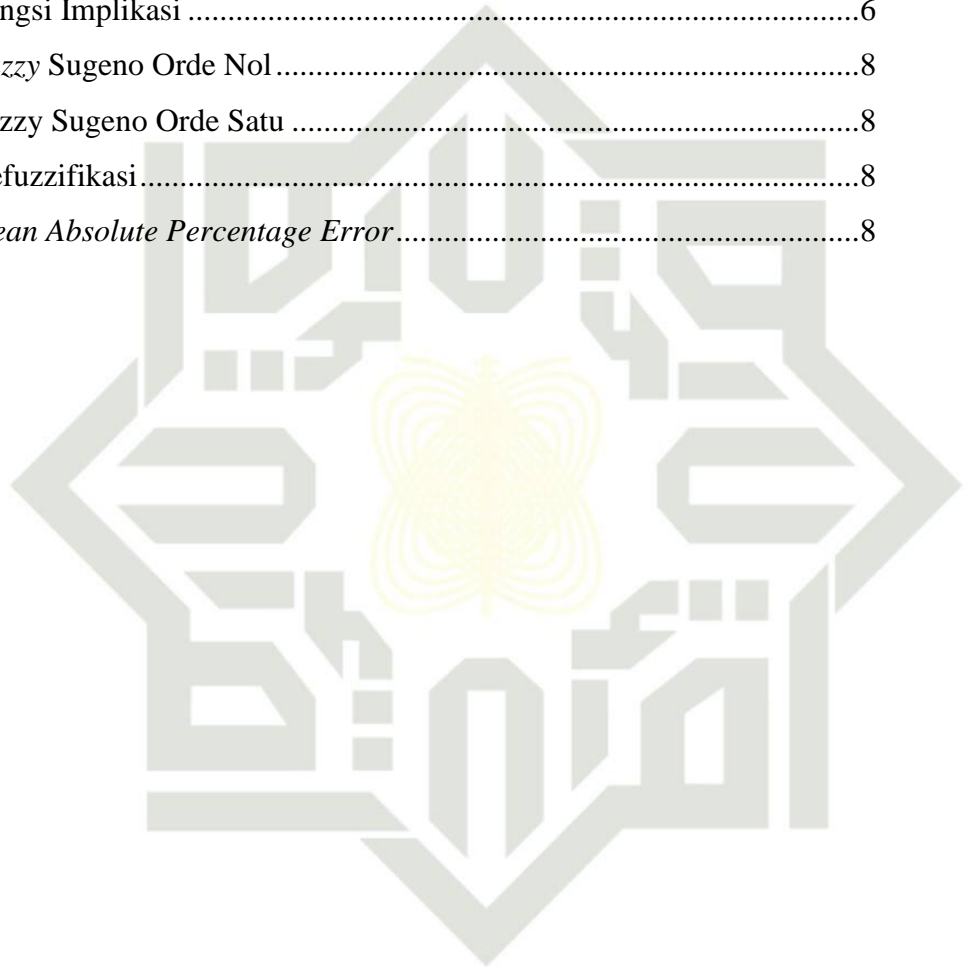 ngsi Implikasi ............................................................................................6
zzy Sugeno Orde Nol ..............................................................................8
zzy Sugeno Orde Satu ............................................................................8
efuzzifikasi ................................................................................................8
ean Absolute Percentage Error ..............................................................8